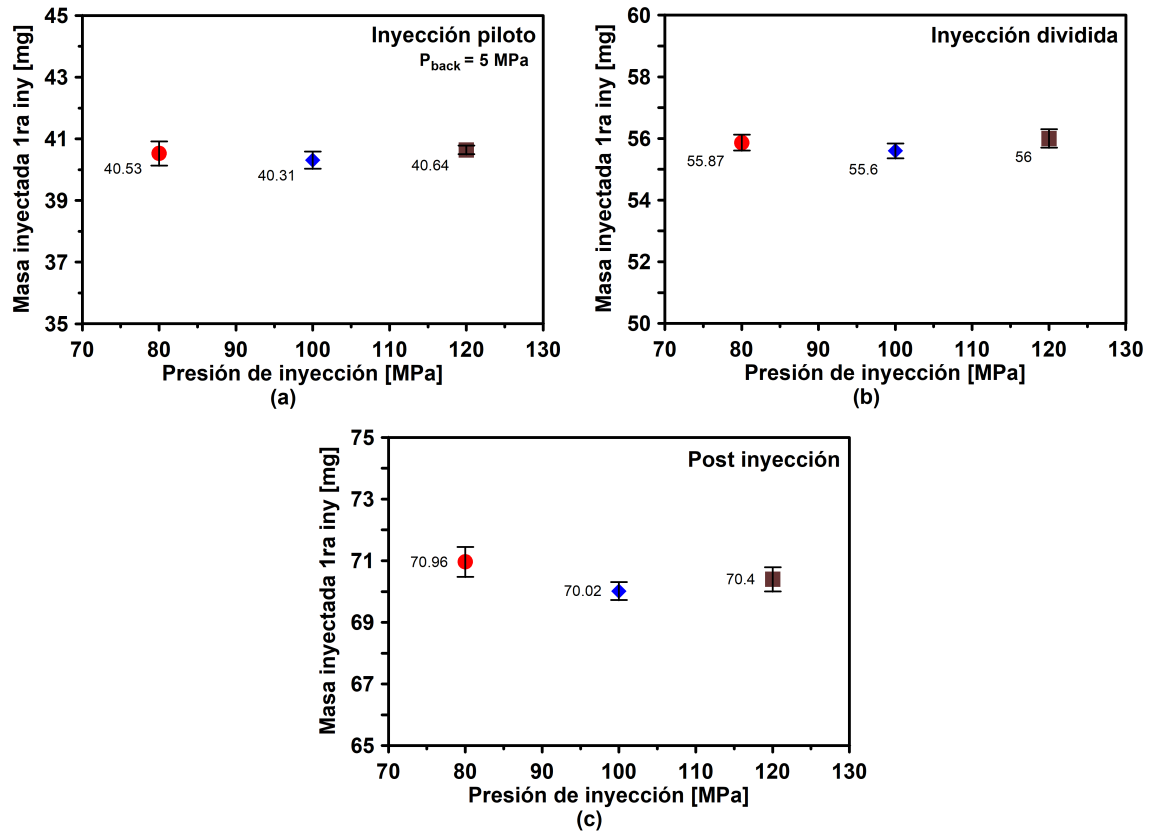 Inyección piloto
P_back = 5 MPa
Masa inyectada 1ra iny [mg]
45
43
41
39
37
35
40.53
40.31
40.64
70 80 90 100 110 120 130
Presión de inyección [MPa]
(a)
Inyección dividida
Masa inyectada 1ra iny [mg]
60
58
56
54
52
50
55.87
55.6
56
70 80 90 100 110 120 130
Presión de inyección [MPa]
(b)
Post inyección
Masa inyectada 1ra iny [mg]
75
73
71
69
67
65
70.96
70.02
70.4
70 80 90 100 110 120 130
Presión de inyección [MPa]
(c)